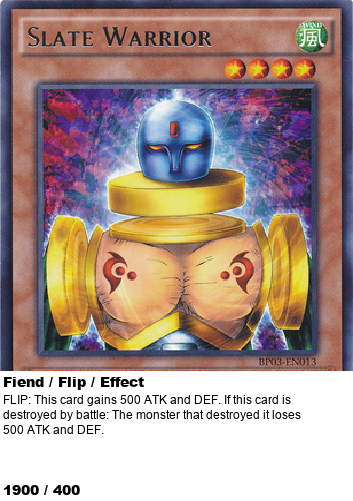 SLATE WARRIOR
WIND
風
BP03-EN013
Fiend / Flip / Effect
FLIP: This card gains 500 ATK and DEF. If this card is
destroyed by battle: The monster that destroyed it loses
500 ATK and DEF.
1900 / 400